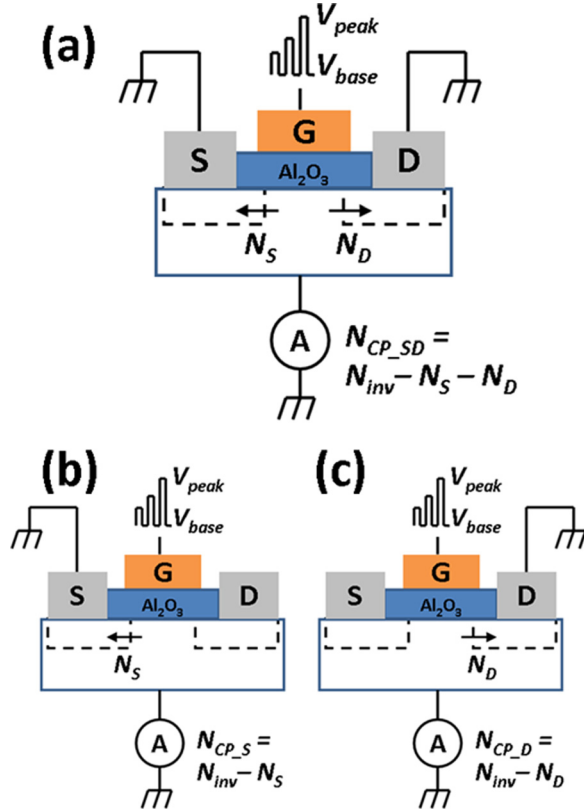 (a)
V_peak
V_base
G
S
D
Al₂O₃
N_S
N_D
A
N_CP_SD =
N_inv – N_S – N_D
(b)
V_peak
V_base
G
S
D
Al₂O₃
N_S
A
N_CP_S =
N_inv – N_S
(c)
V_peak
V_base
G
S
D
Al₂O₃
N_D
A
N_CP_D =
N_inv – N_D